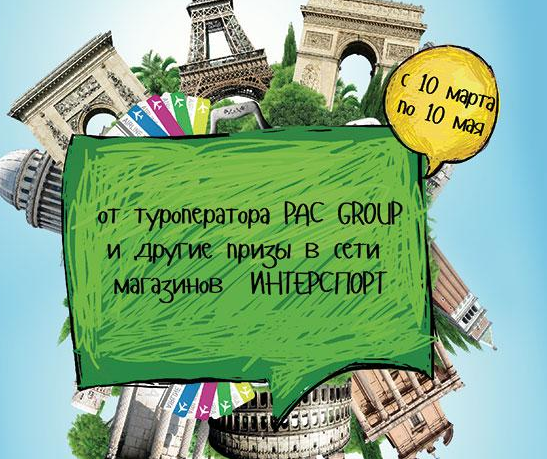 с 10 марта
по 10 мая
от туроператора PAC GROUP
и другие призы в сети
магазинов ИНТЕРСПОРТ